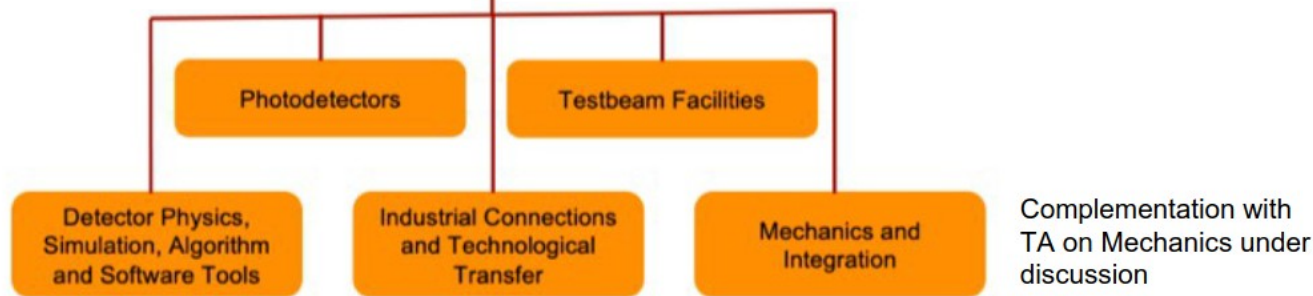 Photodetectors
Testbeam Facilities
Detector Physics,
Simulation, Algorithm
and Software Tools
Industrial Connections
and Technological
Transfer
Mechanics and
Integration
Complementation with
TA on Mechanics under
discussion